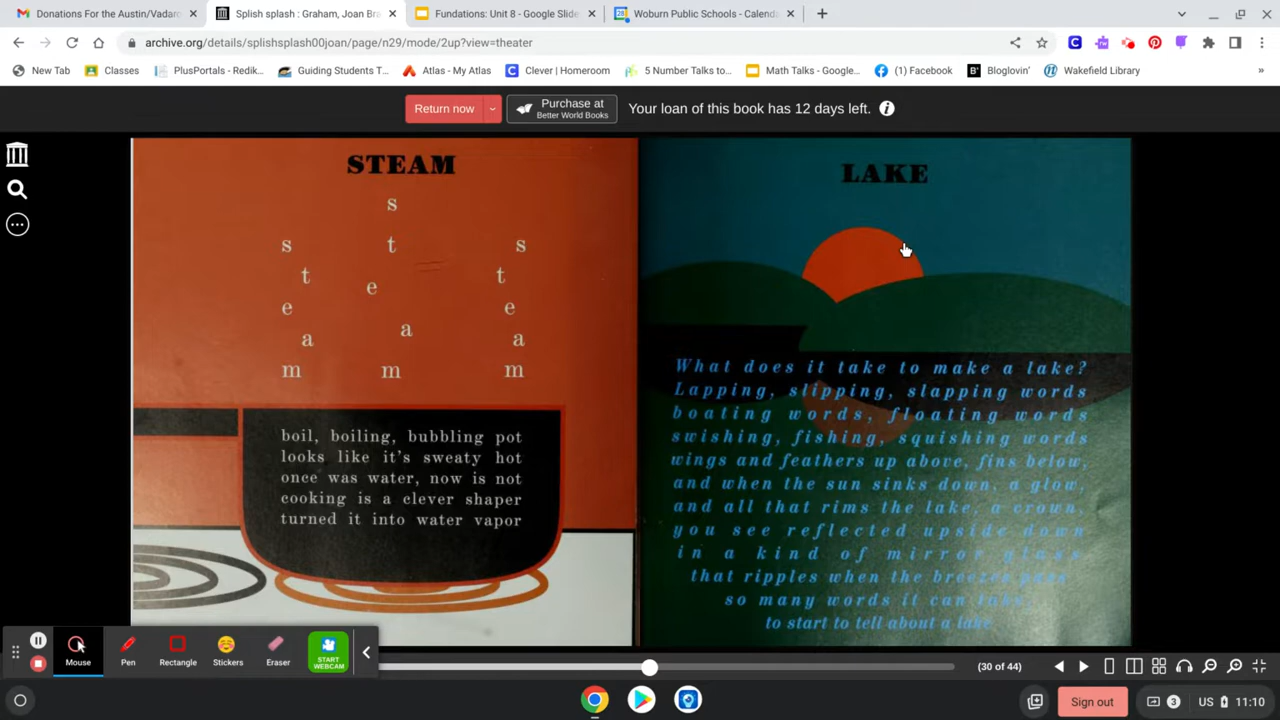 Donations For the Austin/Vadar
Splish splash : Graham, Joan Bra
Fundations: Unit 8 - Google Slide
Woburn Public Schools - Calenda
archive.org/details/splishsplash00joan/page/n29/mode/2up?view=theater
New Tab
Classes
PlusPortals - Redik...
Guiding Students T...
Atlas - My Atlas
Clever | Homeroom
5 Number Talks to...
Math Talks - Google...
(1) Facebook
Bloglovin'
Wakefield Library
Return now
Purchase at
Better World Books
Your loan of this book has 12 days left.
STEAM
s
s t s
t e t
e a e
a a
m m m
boil, boiling, bubbling pot
looks like it's sweaty hot
once was water, now is not
cooking is a clever shaper
turned it into water vapor
LAKE
What does it take to make a lake?
Lapping, slipping, slapping words
boating words, floating words
swishing, fishing, squishing words
wings and feathers up above, fins below,
and when the sun sinks down, a glow,
and all that rims the lake, a crown,
you see reflected upside down
in a kind of mirror glass
that ripples when the breezes pass
so many words it can take,
to start to tell about a lake
Mouse
Pen
Rectangle
Stickers
Eraser
START
WEBCAM
(30 of 44)
Sign out
3
US
11:10